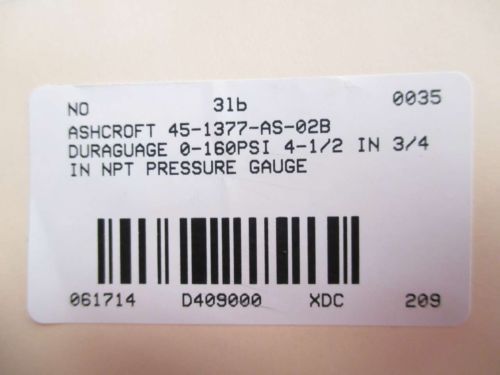 NO 31b 0035
ASHCROFT 45-1377-AS-02B
DURAGUAGE 0-160PSI 4-1/2 IN 3/4
IN NPT PRESSURE GAUGE
061714 D409000 XDC 209